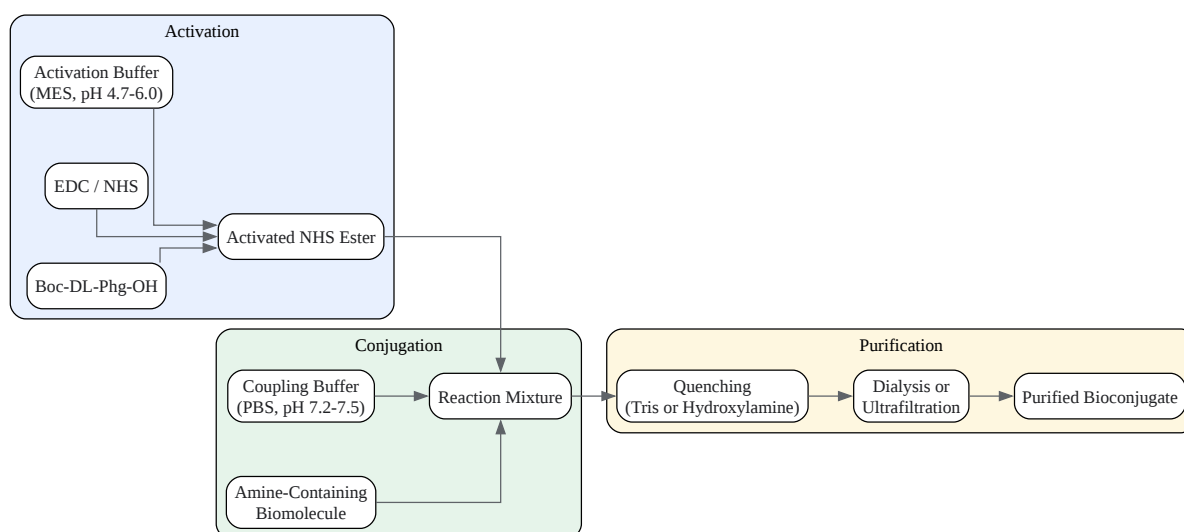 Activation
Activation Buffer
(MES, pH 4.7-6.0)
EDC / NHS
Activated NHS Ester
Boc-DL-Phg-OH
Conjugation
Coupling Buffer
(PBS, pH 7.2-7.5)
Reaction Mixture
Amine-Containing
Biomolecule
Purification
Quenching
(Tris or Hydroxylamine)
Dialysis or
Ultrafiltration
Purified Bioconjugate